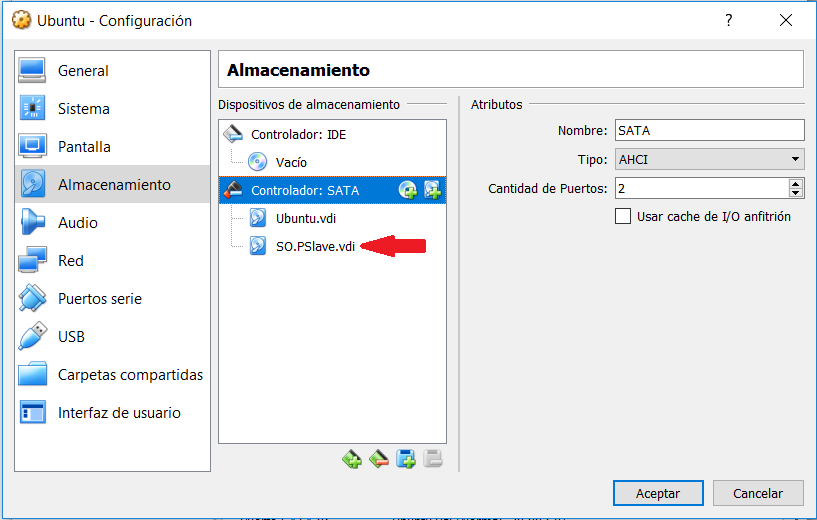 Ubuntu - Configuración
?
General
Sistema
Pantalla
Almacenamiento
Audio
Red
Puertos serie
USB
Carpetas compartidas
Interfaz de usuario
Almacenamiento
Dispositivos de almacenamiento
Controlador: IDE
Vacío
Controlador: SATA
Ubuntu.vdi
SO.PSlave.vdi
Atributos
Nombre: SATA
Tipo: AHCI
Cantidad de Puertos: 2
Usar cache de I/O anfitrión
Aceptar
Cancelar